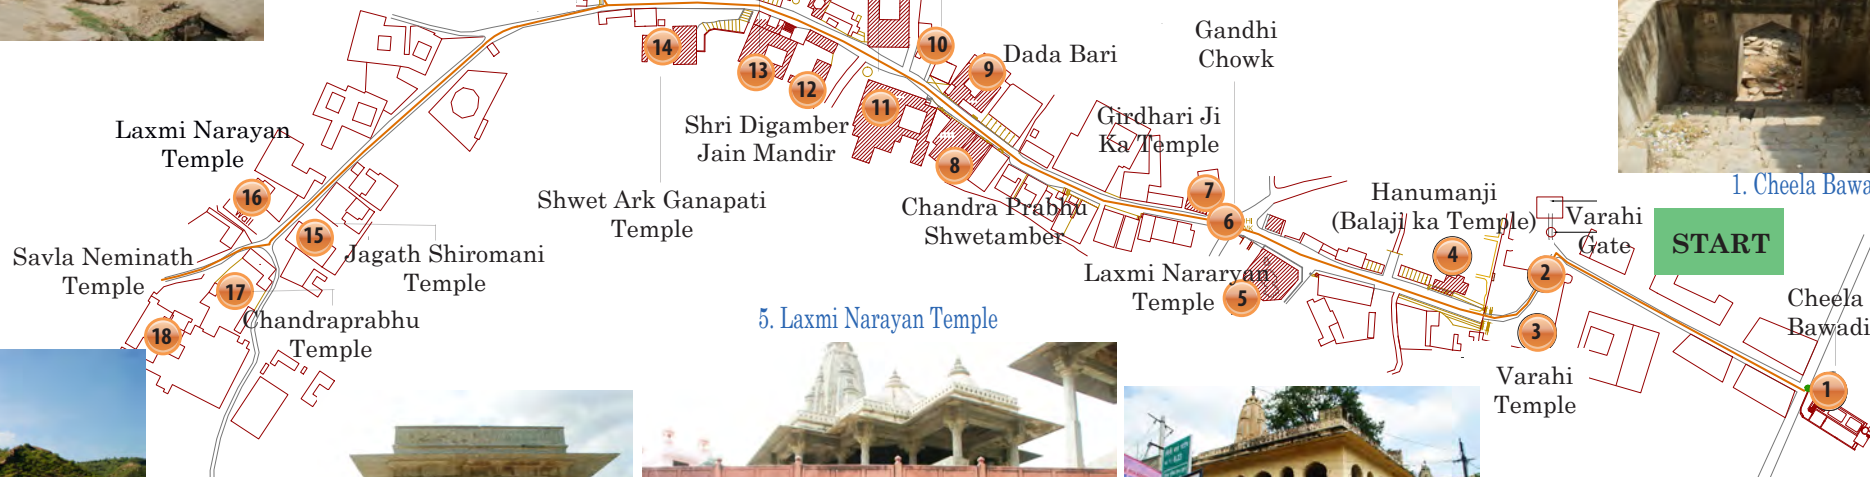 Gandhi
Chowk
10
14
Dada Bari
9
13
12
11
Girdhari Ji
Ka Temple
Shri Digamber
Jain Mandir
Laxmi Narayan
Temple
8
1. Cheela Bawa
16
7
Hanumanji
(Balaji ka Temple)
Shwet Ark Ganapati
Temple
Chandra Prabhu
Shwetamber
6
Varahi
Gate
START
15
Jagath Shiromani
Temple
Savla Neminath
Temple
4
2
Laxmi Nararyan
Temple
5
17
Cheela
Bawadi
Chandraprabhu
Temple
5. Laxmi Narayan Temple
18
3
Varahi
Temple
1